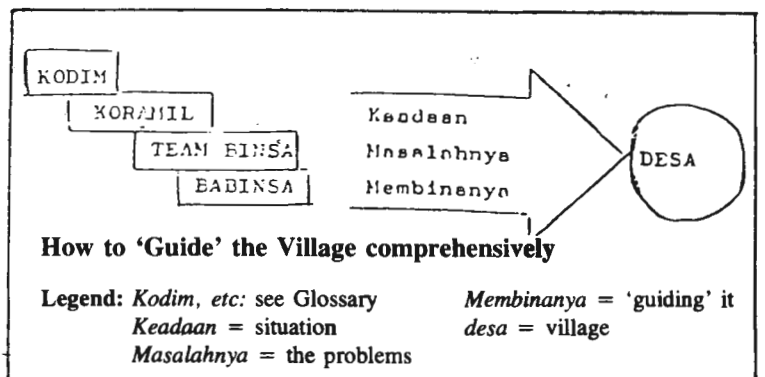 KODIM
KORAMIL
TEAM BINSA
BABINSA
Keadaan
Masalahnya
Membinanya
DESA
How to ‘Guide’ the Village comprehensively
Legend: Kodim, etc: see Glossary
Keadaan = situation
Masalahnya = the problems
Membinanya = ‘guiding’ it
desa = village